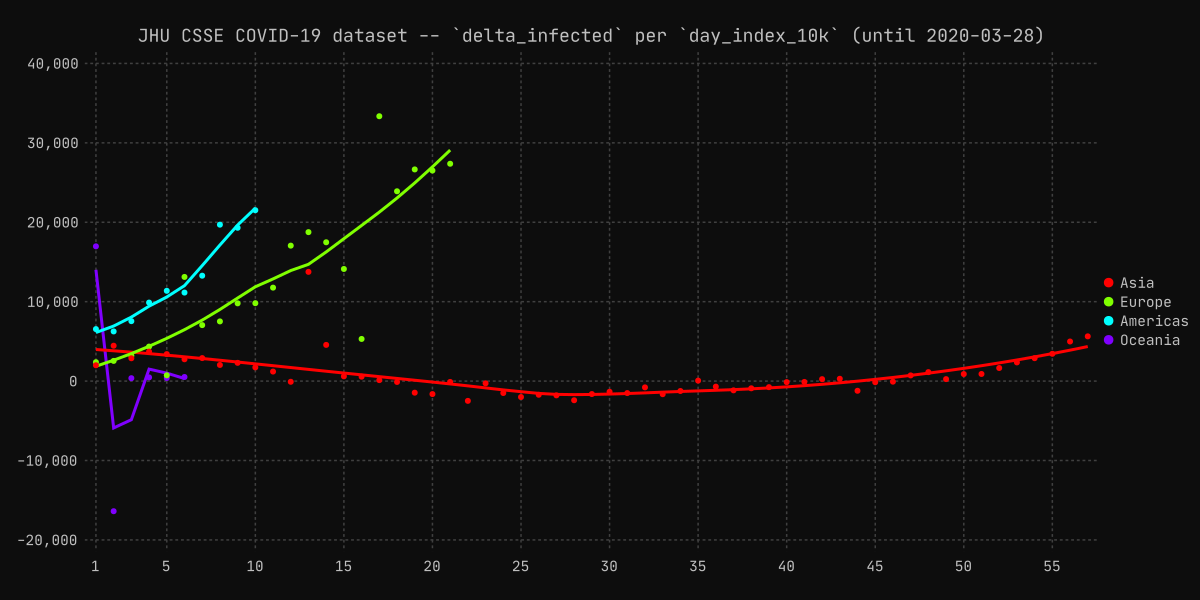 JHU CSSE COVID-19 dataset -- `delta_infected` per `day_index_10k` (until 2020-03-28)
40,000
30,000
20,000
10,000
0
-10,000
-20,000
1 5 10 15 20 25 30 35 40 45 50 55
Asia
Europe
Americas
Oceania